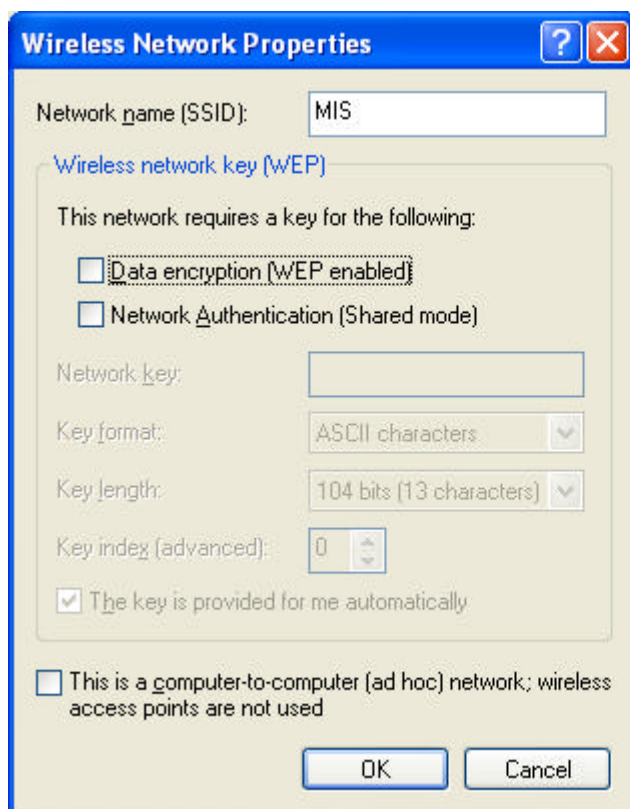 Wireless Network Properties
Network name (SSID): MIS
Wireless network key (WEP)
This network requires a key for the following:
Data encryption (WEP enabled)
Network Authentication (Shared mode)
Network key:
Key format: ASCII characters
Key length: 104 bits (13 characters)
Key index (advanced): 0
The key is provided for me automatically
This is a computer-to-computer (ad hoc) network; wireless
access points are not used
OK Cancel